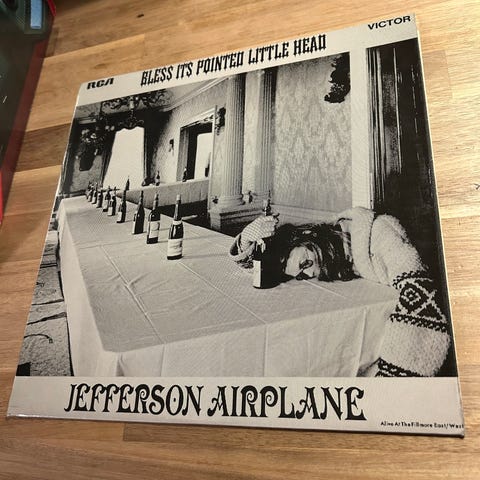 BLESS ITS POINTED LITTLE HEAD
RCA
VICTOR
JEFFERSON AIRPLANE
Alive At The Fillmore East/West